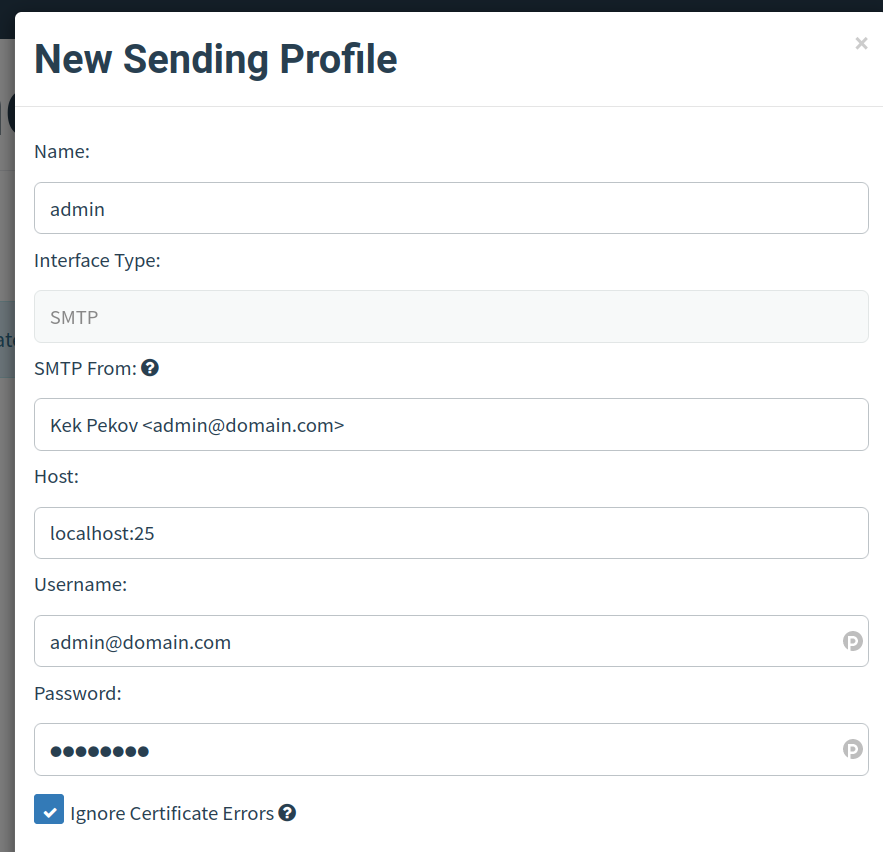 New Sending Profile
×
Name:
admin
Interface Type:
SMTP
SMTP From: ?
Kek Pekov <admin@domain.com>
Host:
localhost:25
Username:
admin@domain.com
Password:
••••••••
Ignore Certificate Errors ?